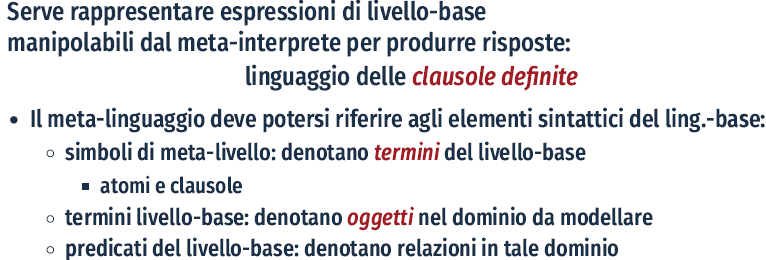 Serve rappresentare espressioni di livello-base
manipolabili dal meta-interprete per produrre risposte:
linguaggio delle clausole definite
• Il meta-linguaggio deve potersi riferire agli elementi sintattici del ling.-base:
◦ simboli di meta-livello: denotano termini del livello-base
▪ atomi e clausole
◦ termini livello-base: denotano oggetti nel dominio da modellare
◦ predicati del livello-base: denotano relazioni in tale dominio